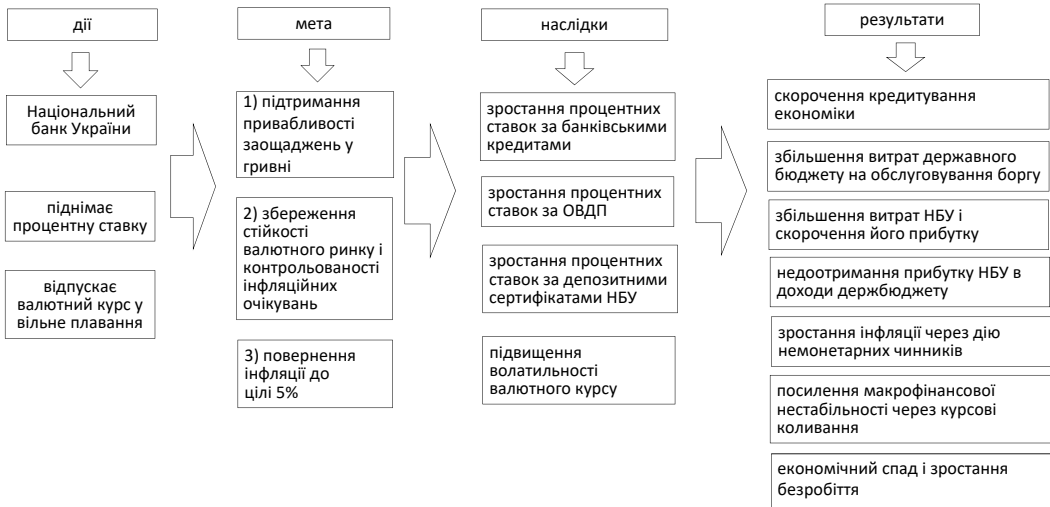 дії
Національний
банк України
піднімає
процентну ставку
відпускає
валютний курс у
вільне плавання
мета
1) підтримання
привабливості
заощаджень у
гривні
2) збереження
стійкості
валютного ринку і
контрольованості
інфляційних
очікувань
3) повернення
інфляції до
цілі 5%
наслідки
зростання процентних
ставок за банківськими
кредитами
зростання процентних
ставок за ОВДП
зростання процентних
ставок за депозитними
сертифікатами НБУ
підвищення
волатильності
валютного курсу
результати
скорочення кредитування
економіки
збільшення витрат державного
бюджету на обслуговування боргу
збільшення витрат НБУ і
скорочення його прибутку
недоотримання прибутку НБУ в
доходи держбюджету
зростання інфляції через дію
немонетарних чинників
посилення макрофінансової
нестабільності через курсові
коливання
економічний спад і зростання
безробіття